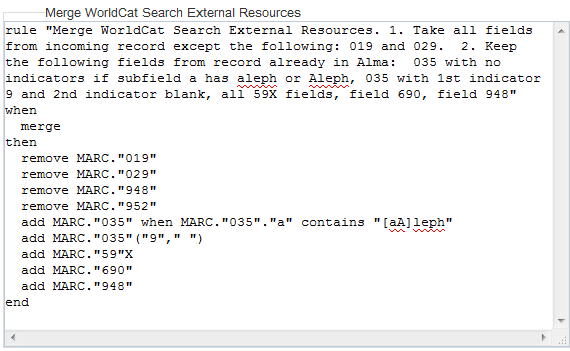 Merge WorldCat Search External Resources
rule "Merge WorldCat Search External Resources. 1. Take all fields
from incoming record except the following: 019 and 029.  2. Keep
the following fields from record already in Alma:  035 with no
indicators if subfield a has aleph or Aleph, 035 with 1st indicator
9 and 2nd indicator blank, all 59X fields, field 690, field 948"
when
  merge
then
  remove MARC."019"
  remove MARC."029"
  remove MARC."948"
  remove MARC."952"
  add MARC."035" when MARC."035"."a" contains "[aA]leph"
  add MARC."035"("9"," ")
  add MARC."59"X
  add MARC."690"
  add MARC."948"
end